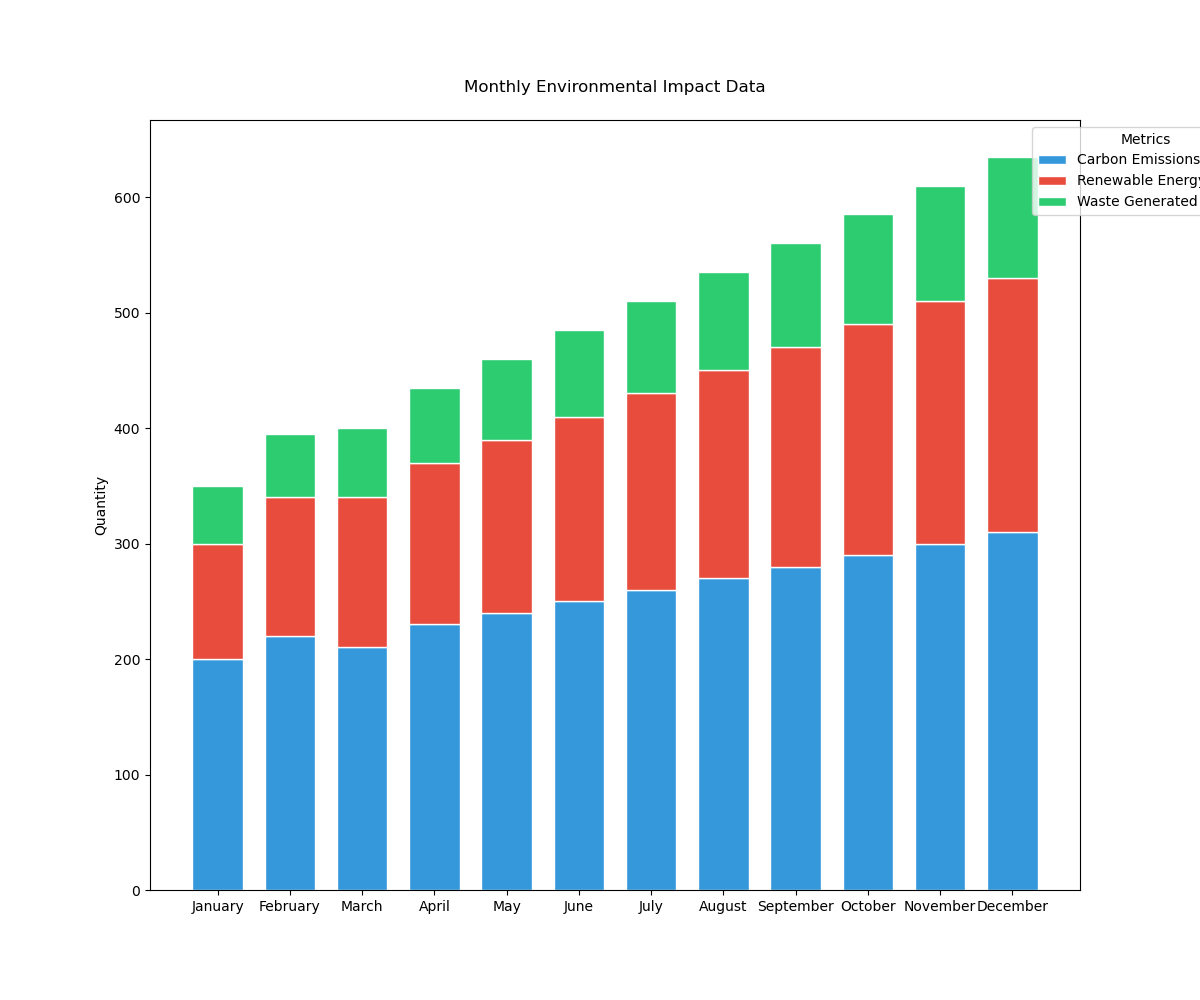 Monthly Environmental Impact Data
Metrics
Carbon Emissions
Renewable Energy
Waste Generated
Quantity
600
500
400
300
200
100
0
January February March April May June July August September October November December